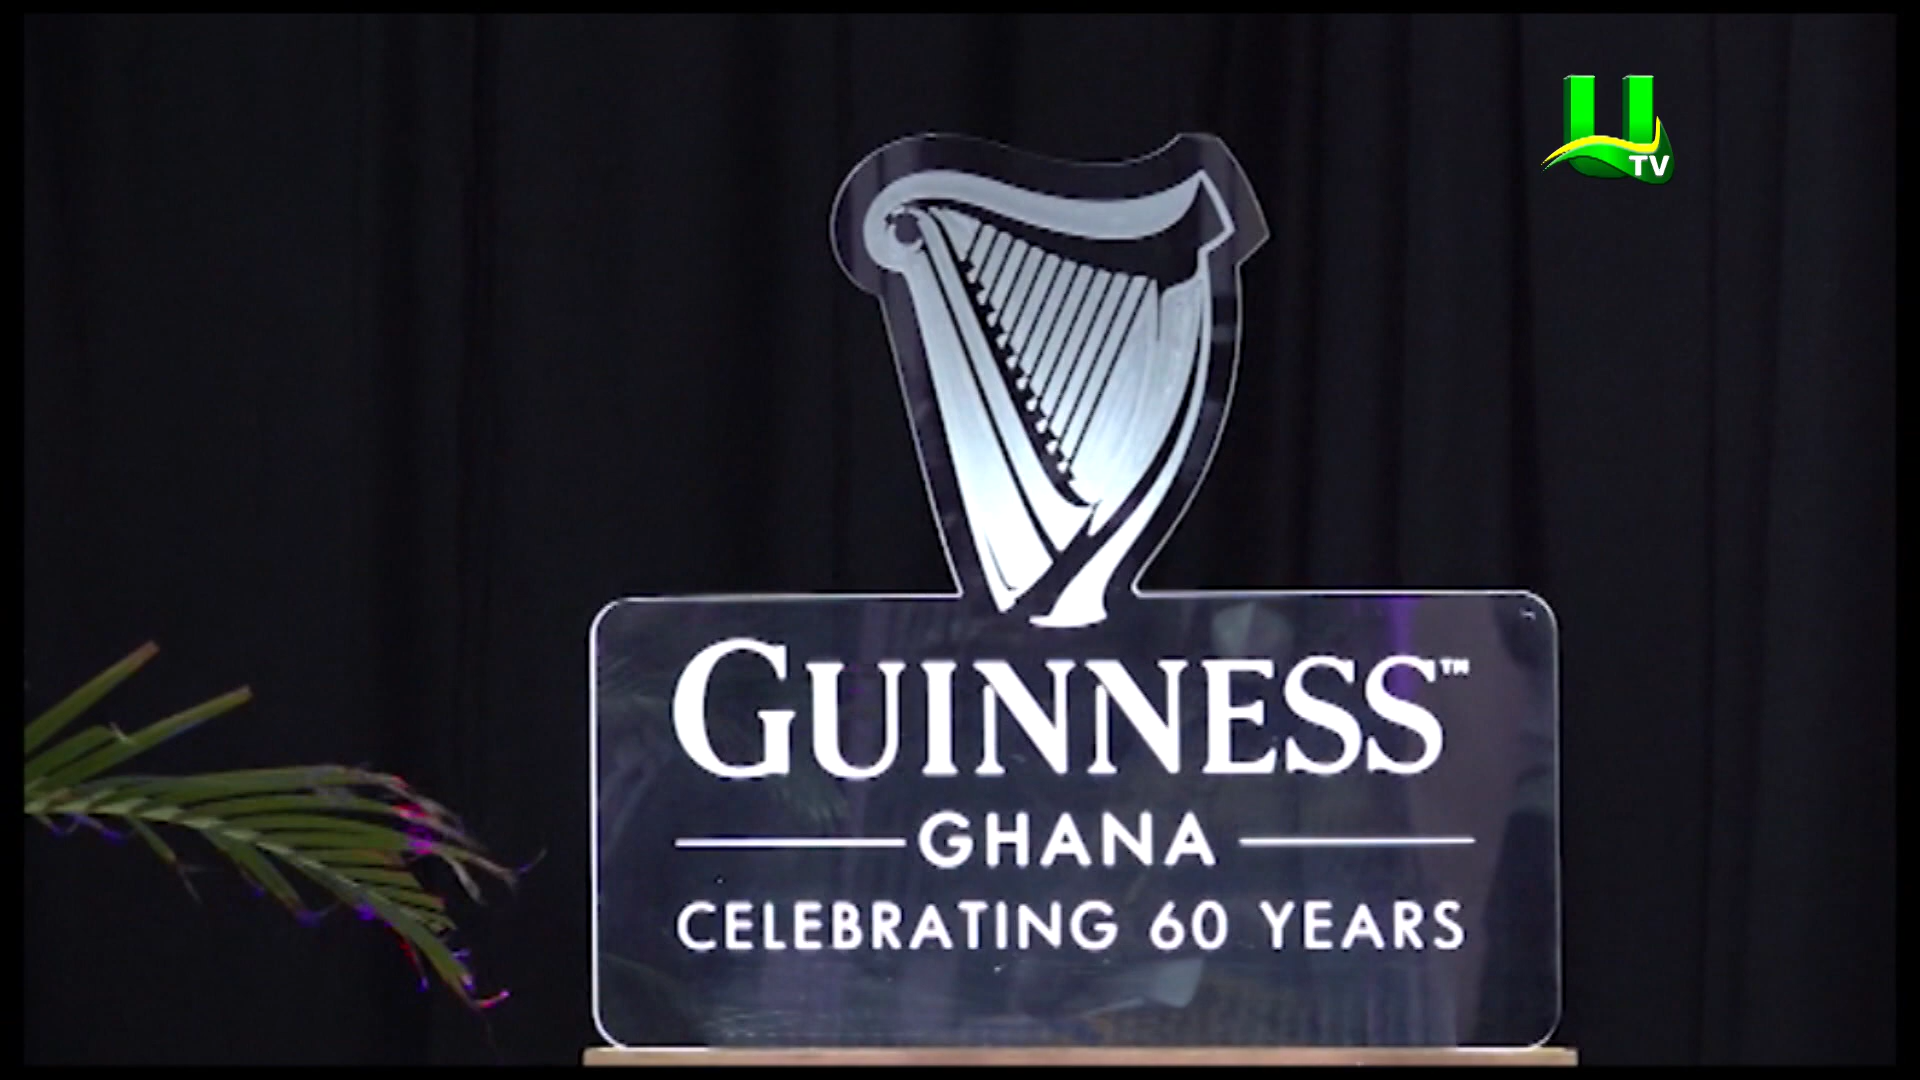 U
TV
GUINNESS™
GHANA
CELEBRATING 60 YEARS